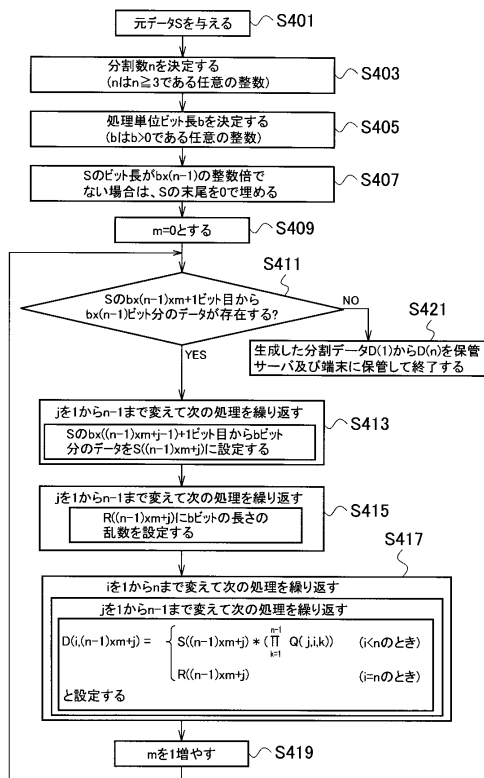 元データSを与える
S401
分割数nを決定する
(nはn≧3である任意の整数)
S403
処理単位ビット長bを決定する
(bはb>0である任意の整数)
S405
Sのビット長がbx(n-1)の整数倍で
ない場合は、Sの末尾を0で埋める
S407
m=0とする
S409
S411
Sのbx(n-1)xm+1ビット目から
bx(n-1)ビット分のデータが存在する?
NO
YES
S421
生成した分割データD(1)からD(n)を保管
サーバ及び端末に保管して終了する
jを1からn-1まで変えて次の処理を繰り返す
Sのbx((n-1)xm+j-1)+1ビット目からbビット
分のデータをS((n-1)xm+j)に設定する
S413
jを1からn-1まで変えて次の処理を繰り返す
R((n-1)xm+j)にbビットの長さの
乱数を設定する
S415
S417
iを1からnまで変えて次の処理を繰り返す
jを1からn-1まで変えて次の処理を繰り返す
D(i,(n-1)xm+j) = { S((n-1)xm+j) * (∏[k=1, n-1] Q(j,i,k)) (i<nのとき)
R((n-1)xm+j) (i=nのとき)
と設定する
mを1増やす
S419